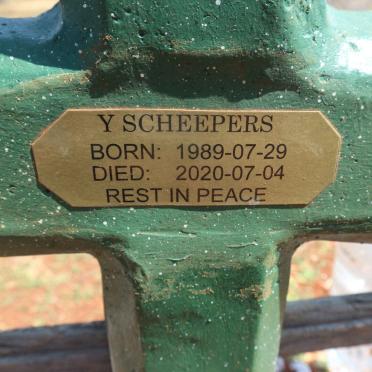 Y SCHEEPERS
BORN: 1989-07-29
DIED: 2020-07-04
REST IN PEACE